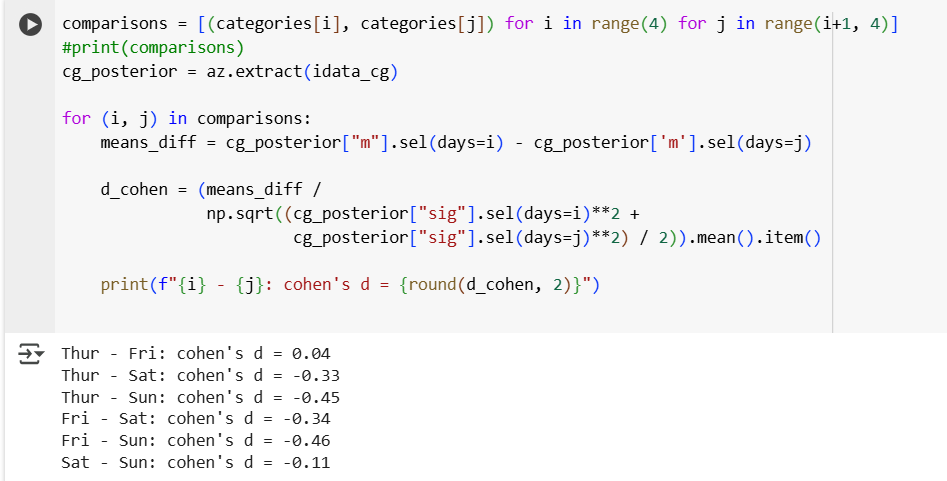 comparisons = [(categories[i], categories[j]) for i in range(4) for j in range(i+1, 4)]
#print(comparisons)
cg_posterior = az.extract(idata_cg)
for (i, j) in comparisons:
means_diff = cg_posterior["m"].sel(days=i) - cg_posterior['m'].sel(days=j)
d_cohen = (means_diff /
np.sqrt((cg_posterior["sig"].sel(days=i)**2 +
cg_posterior["sig"].sel(days=j)**2) / 2)).mean().item()
print(f"{i} - {j}: cohen's d = {round(d_cohen, 2)}")
Thur - Fri: cohen's d = 0.04
Thur - Sat: cohen's d = -0.33
Thur - Sun: cohen's d = -0.45
Fri - Sat: cohen's d = -0.34
Fri - Sun: cohen's d = -0.46
Sat - Sun: cohen's d = -0.11